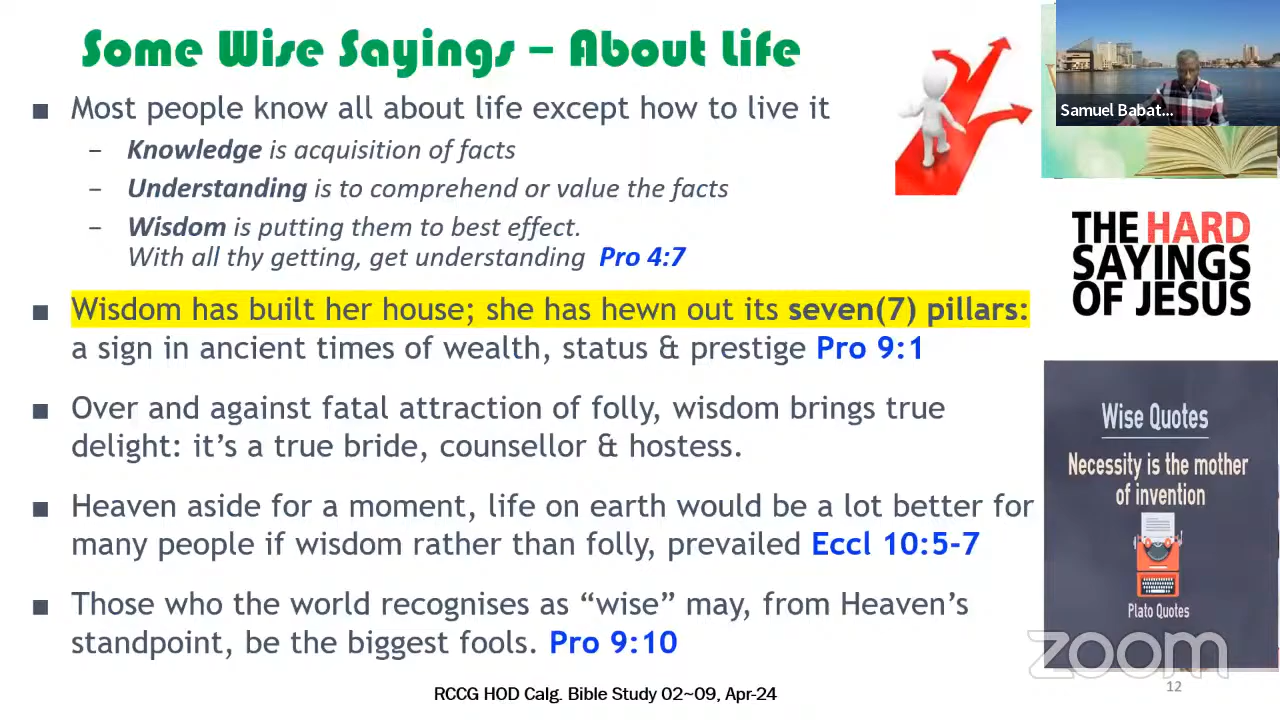 Some Wise Sayings – About Life
▪ Most people know all about life except how to live it
– Knowledge is acquisition of facts
– Understanding is to comprehend or value the facts
– Wisdom is putting them to best effect.
With all thy getting, get understanding Pro 4:7
▪ Wisdom has built her house; she has hewn out its seven(7) pillars:
a sign in ancient times of wealth, status & prestige Pro 9:1
▪ Over and against fatal attraction of folly, wisdom brings true
delight: it’s a true bride, counsellor & hostess.
▪ Heaven aside for a moment, life on earth would be a lot better for
many people if wisdom rather than folly, prevailed Eccl 10:5-7
▪ Those who the world recognises as “wise” may, from Heaven’s
standpoint, be the biggest fools. Pro 9:10
RCCG HOD Calg. Bible Study 02~09, Apr-24
Samuel Babat...
THE HARD
SAYINGS
OF JESUS
Wise Quotes
Necessity is the mother
of invention
Plato Quotes
zoom
12